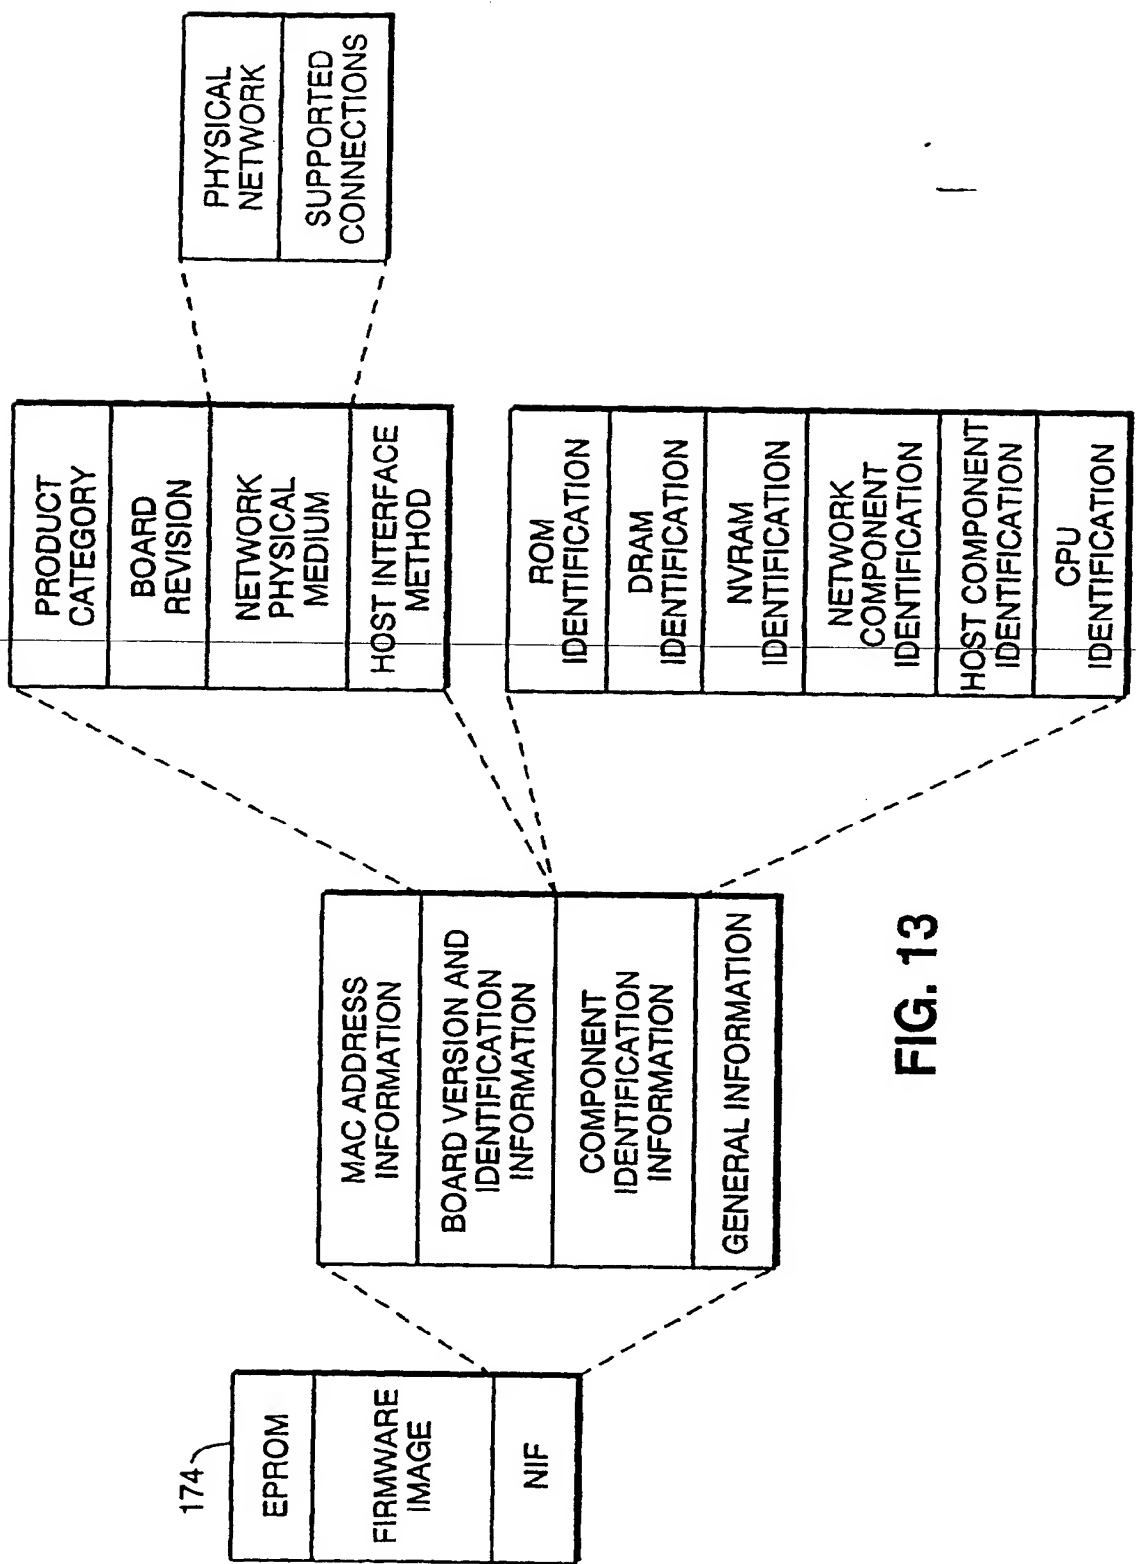 174
EPROM
FIRMWARE
IMAGE
NIF
MAC ADDRESS
INFORMATION
BOARD VERSION AND
IDENTIFICATION
INFORMATION
COMPONENT
IDENTIFICATION
INFORMATION
GENERAL INFORMATION
PRODUCT
CATEGORY
BOARD
REVISION
NETWORK
PHYSICAL
MEDIUM
HOST INTERFACE
METHOD
ROM
IDENTIFICATION
DRAM
IDENTIFICATION
NVRAM
IDENTIFICATION
NETWORK
COMPONENT
IDENTIFICATION
HOST COMPONENT
IDENTIFICATION
CPU
IDENTIFICATION
PHYSICAL
NETWORK
SUPPORTED
CONNECTIONS
FIG. 13